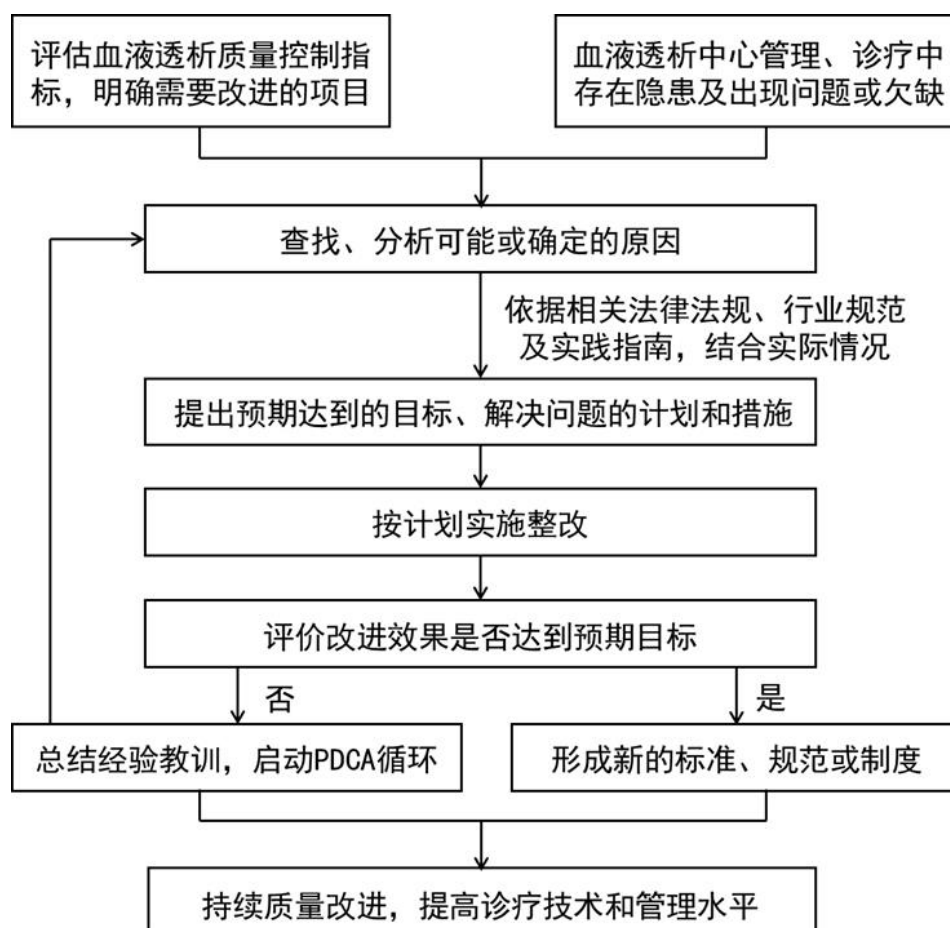 评估血液透析质量控制指
标，明确需要改进的项目
血液透析中心管理、诊疗中
存在隐患及出现问题或欠缺
查找、分析可能或确定的原因
依据相关法律法规、行业规范
及实践指南，结合实际情况
提出预期达到的目标、解决问题的计划和措施
按计划实施整改
评价改进效果是否达到预期目标
否
是
总结经验教训，启动PDCA循环
形成新的标准、规范或制度
持续质量改进，提高诊疗技术和管理水平